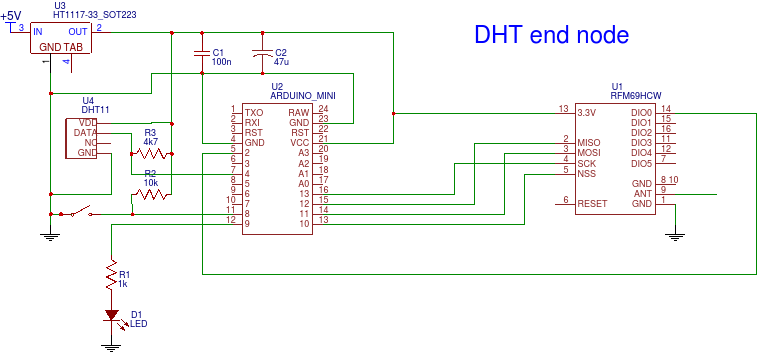 DHT end node
+5V
U3
HT1117-33_SOT223
3 IN OUT 2
GND TAB
1 4
C1
100n
C2
47u
U4
DHT11
VDD
DATA
NC
GND
R3
4k7
R2
10k
U2
ARDUINO_MINI
1 TXO RAW 24
2 RXI GND 23
3 RST RST 22
4 GND VCC 21
5 2 A3 20
6 3 A2 19
7 4 A1 18
8 5 A0 17
9 6 13 16
10 7 12 15
11 8 11 14
12 9 10 13
U1
RFM69HCW
13 3.3V DIO0 14
DIO1 15
DIO2 16
2 MISO DIO3 11
3 MOSI DIO4 12
4 SCK DIO5 7
5 NSS
GND 8 10
ANT 9
6 RESET GND 1
R1
1k
D1
LED